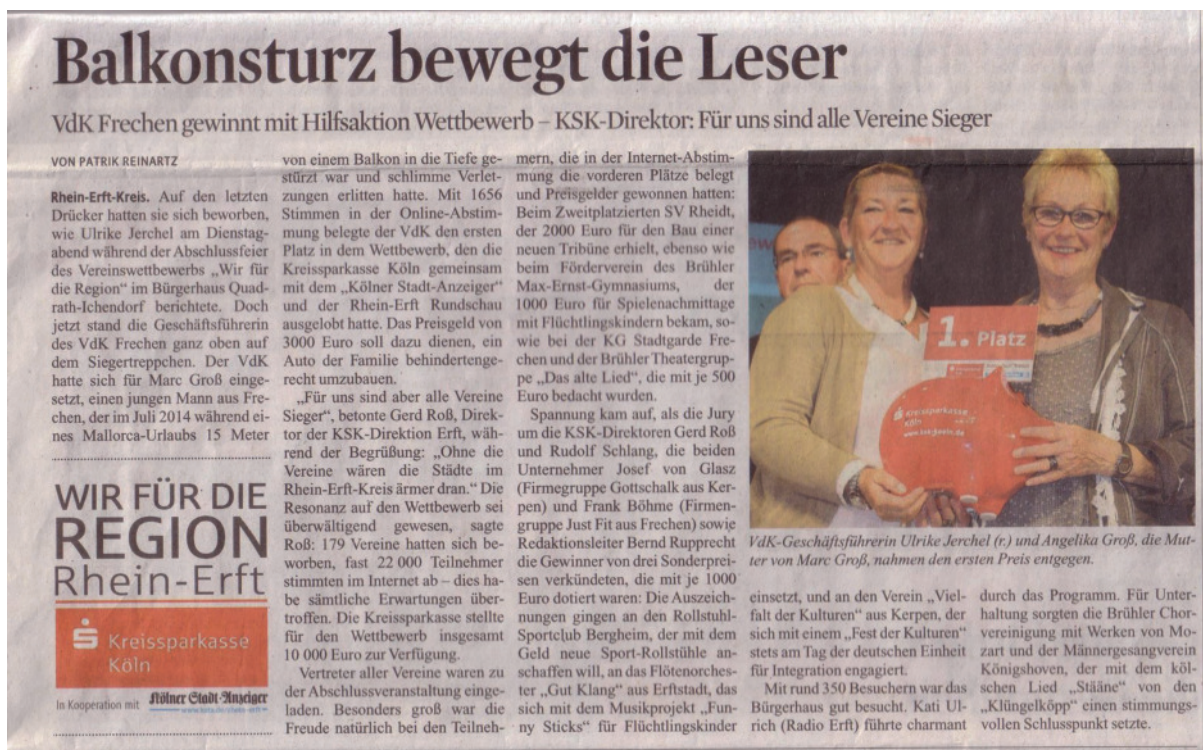 Balkonsturz bewegt die Leser
VdK Frechen gewinnt mit Hilfsaktion Wettbewerb – KSK-Direktor: Für uns sind alle Vereine Sieger
VON PATRIK REINARTZ
Rhein-Erft-Kreis. Auf den letzten
Drücker hatten sie sich beworben,
wie Ulrike Jerchel am Dienstag-
abend während der Abschlussfeier
des Vereinswettbewerbs „Wir für
die Region“ im Bürgerhaus Quad-
rath-Ichendorf berichtete. Doch
jetzt stand die Geschäftsführerin
des VdK Frechen ganz oben auf
dem Siegertreppchen. Der VdK
hatte sich für Marc Groß einge-
setzt, einen jungen Mann aus Fre-
chen, der im Juli 2014 während ei-
nes Mallorca-Urlaubs 15 Meter
von einem Balkon in die Tiefe ge-
stürzt war und schlimme Verlet-
zungen erlitten hatte. Mit 1656
Stimmen in der Online-Abstim-
mung belegte der VdK den ersten
Platz in dem Wettbewerb, den die
Kreissparkasse Köln gemeinsam
mit dem „Kölner Stadt-Anzeiger“
und der Rhein-Erft Rundschau
ausgelobt hatte. Das Preisgeld von
3000 Euro soll dazu dienen, ein
Auto der Familie behindertenge-
recht umzubauen.
„Für uns sind aber alle Vereine
Sieger“, betonte Gerd Roß, Direk-
tor der KSK-Direktion Erft, wäh-
rend der Begrüßung: „Ohne die
Vereine wären die Städte im
Rhein-Erft-Kreis ärmer dran.“ Die
Resonanz auf den Wettbewerb sei
überwältigend gewesen, sagte
Roß: 179 Vereine hatten sich be-
worben, fast 22 000 Teilnehmer
stimmten im Internet ab – dies ha-
be sämtliche Erwartungen über-
troffen. Die Kreissparkasse stellte
für den Wettbewerb insgesamt
10 000 Euro zur Verfügung.
Vertreter aller Vereine waren zu
der Abschlussveranstaltung einge-
laden. Besonders groß war die
Freude natürlich bei den Teilneh-
mern, die in der Internet-Abstim-
mung die vorderen Plätze belegt
und Preisgelder gewonnen hatten:
Beim Zweitplatzierten SV Rheidt,
der 2000 Euro für den Bau einer
neuen Tribüne erhielt, ebenso wie
beim Förderverein des Brühler
Max-Ernst-Gymnasiums, der
1000 Euro für Spielenachmittage
mit Flüchtlingskindern bekam, so-
wie bei der KG Stadtgarde Fre-
chen und der Brühler Theatergrup-
pe „Das alte Lied“, die mit je 500
Euro bedacht wurden.
Spannung kam auf, als die Jury
um die KSK-Direktoren Gerd Roß
und Rudolf Schlang, die beiden
Unternehmer Josef von Glasz
(Firmegruppe Gottschalk aus Ker-
pen) und Frank Böhme (Firmen-
gruppe Just Fit aus Frechen) sowie
Redaktionsleiter Bernd Rupprecht
die Gewinner von drei Sonderprei-
sen verkündeten, die mit je 1000
Euro dotiert waren: Die Auszeich-
nungen gingen an den Rollstuhl-
Sportclub Bergheim, der mit dem
Geld neue Sport-Rollstühle an-
schaffen will, an das Flötenorches-
ter „Gut Klang“ aus Erftstadt, das
sich mit dem Musikprojekt „Fun-
ny Sticks“ für Flüchtlingskinder
1. Platz
Kreissparkasse
Köln
VdK-Geschäftsführerin Ulrike Jerchel (r.) und Angelika Groß, die Mut-
ter von Marc Groß, nahmen den ersten Preis entgegen.
einsetzt, und an den Verein „Viel-
falt der Kulturen“ aus Kerpen, der
sich mit einem „Fest der Kulturen“
stets am Tag der deutschen Einheit
für Integration engagiert.
Mit rund 350 Besuchern war das
Bürgerhaus gut besucht. Kati Ul-
rich (Radio Erft) führte charmant
durch das Programm. Für Unter-
haltung sorgten die Brühler Chor-
vereinigung mit Werken von Mo-
zart und der Männergesangverein
Königshoven, der mit dem köl-
schen Lied „Stääne“ von den
„Klüngelköpp“ einen stimmungs-
vollen Schlusspunkt setzte.
WIR FÜR DIE
REGION
Rhein-Erft
Kreissparkasse
Köln
In Kooperation mit Kölner Stadt-Anzeiger